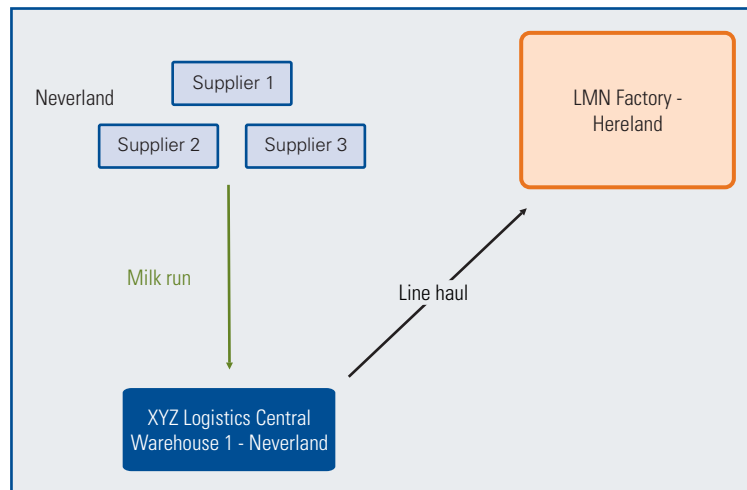 Supplier 1
Neverland
Supplier 2
Supplier 3
LMN Factory -
Hereland
Milk run
Line haul
XYZ Logistics Central
Warehouse 1 - Neverland